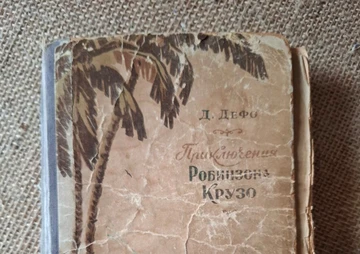 Д. Дефо
Приключения
Робинзона
Крузо